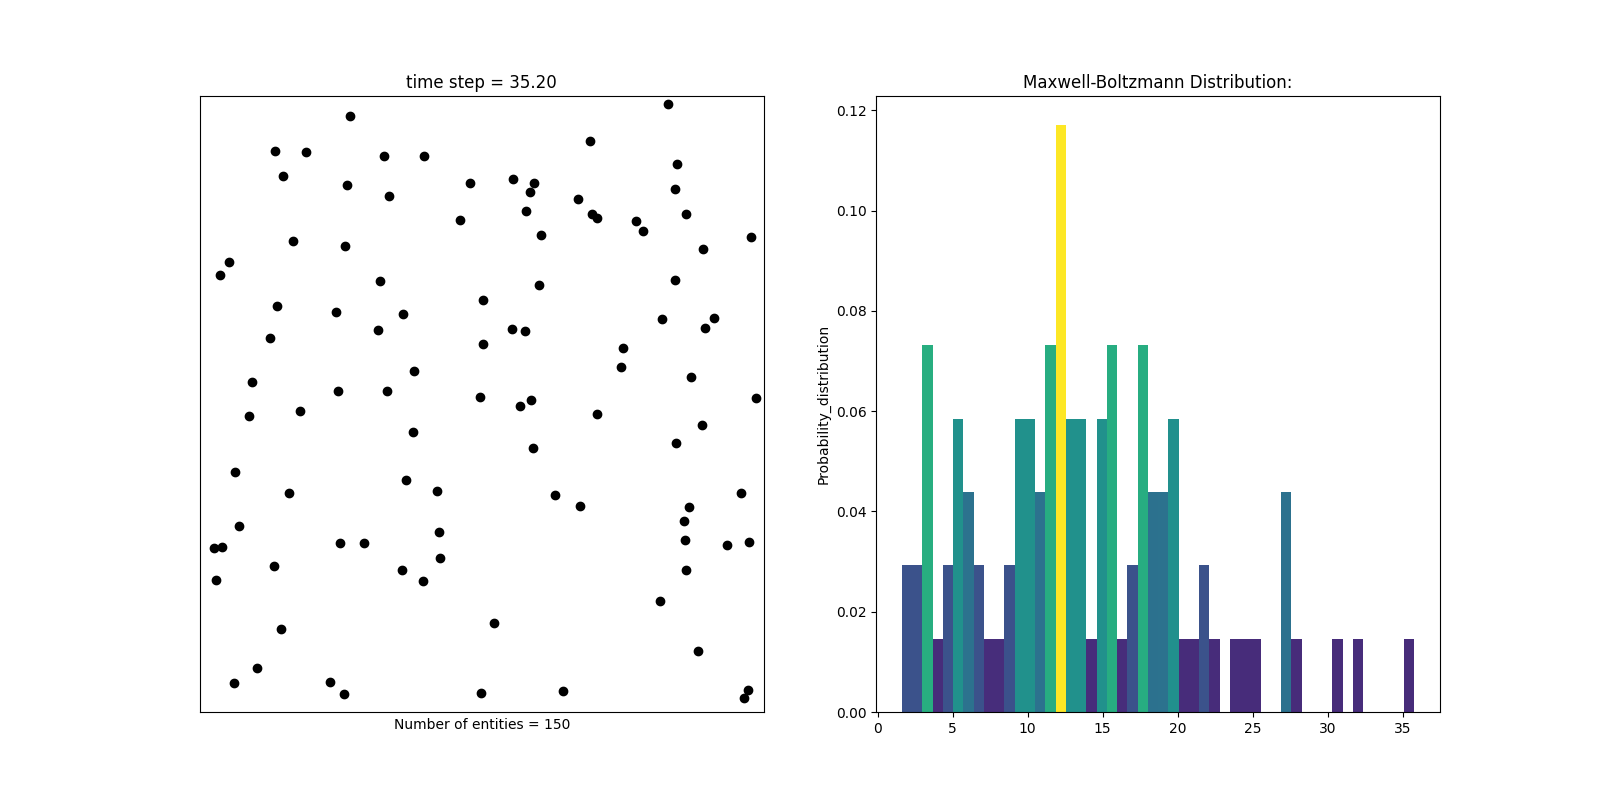 time step = 35.20
Number of entities = 150
Maxwell-Boltzmann Distribution:
Probability_distribution
0.12
0.10
0.08
0.06
0.04
0.02
0.00
0 5 10 15 20 25 30 35